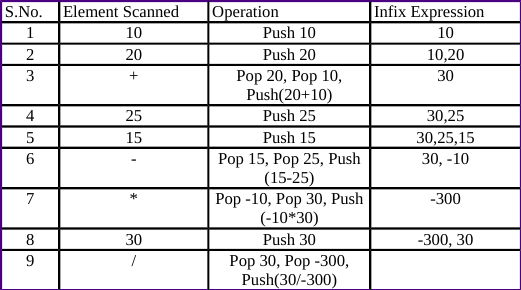 S.No. Element Scanned Operation Infix Expression
1 10 Push 10 10
2 20 Push 20 10,20
3 + Pop 20, Pop 10, 30
Push(20+10)
4 25 Push 25 30,25
5 15 Push 15 30,25,15
6 - Pop 15, Pop 25, Push 30, -10
(15-25)
7 * Pop -10, Pop 30, Push -300
(-10*30)
8 30 Push 30 -300, 30
9 / Pop 30, Pop -300,
Push(30/-300)